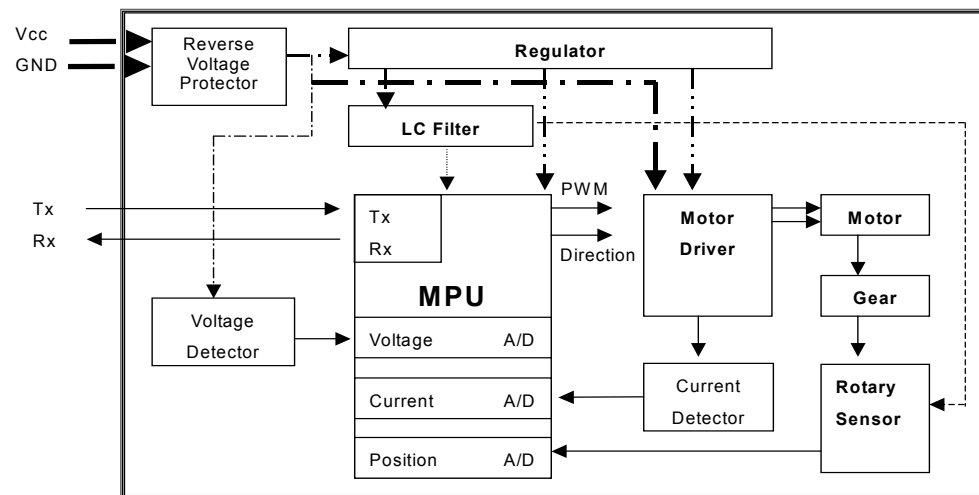 Vcc
GND
Reverse
Voltage
Protector
Regulator
LC Filter
Tx
Rx
Tx
Rx
MPU
PWM
Direction
Motor
Driver
Motor
Gear
Voltage
Detector
Voltage A/D
Current A/D
Position A/D
Current
Detector
Rotary
Sensor